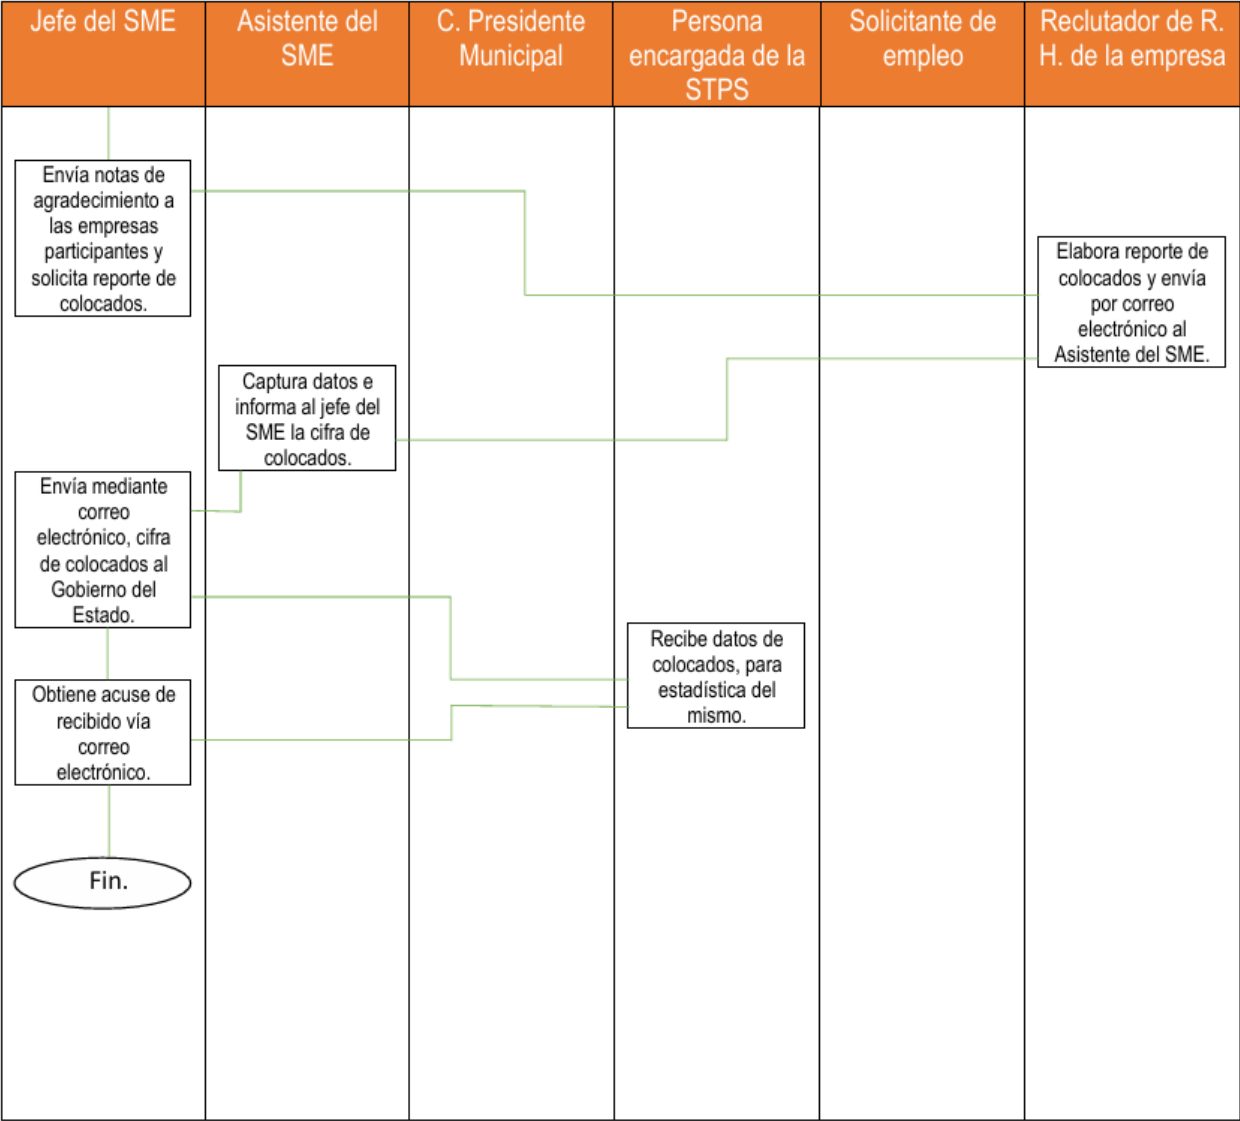 Jefe del SME
Asistente del
SME
C. Presidente
Municipal
Persona
encargada de la
STPS
Solicitante de
empleo
Reclutador de R.
H. de la empresa
Envía notas de
agradecimiento a
las empresas
participantes y
solicita reporte de
colocados.
Elabora reporte de
colocados y envía
por correo
electrónico al
Asistente del SME.
Captura datos e
informa al jefe del
SME la cifra de
colocados.
Envía mediante
correo
electrónico, cifra
de colocados al
Gobierno del
Estado.
Recibe datos de
colocados, para
estadística del
mismo.
Obtiene acuse de
recibido vía
correo
electrónico.
Fin.